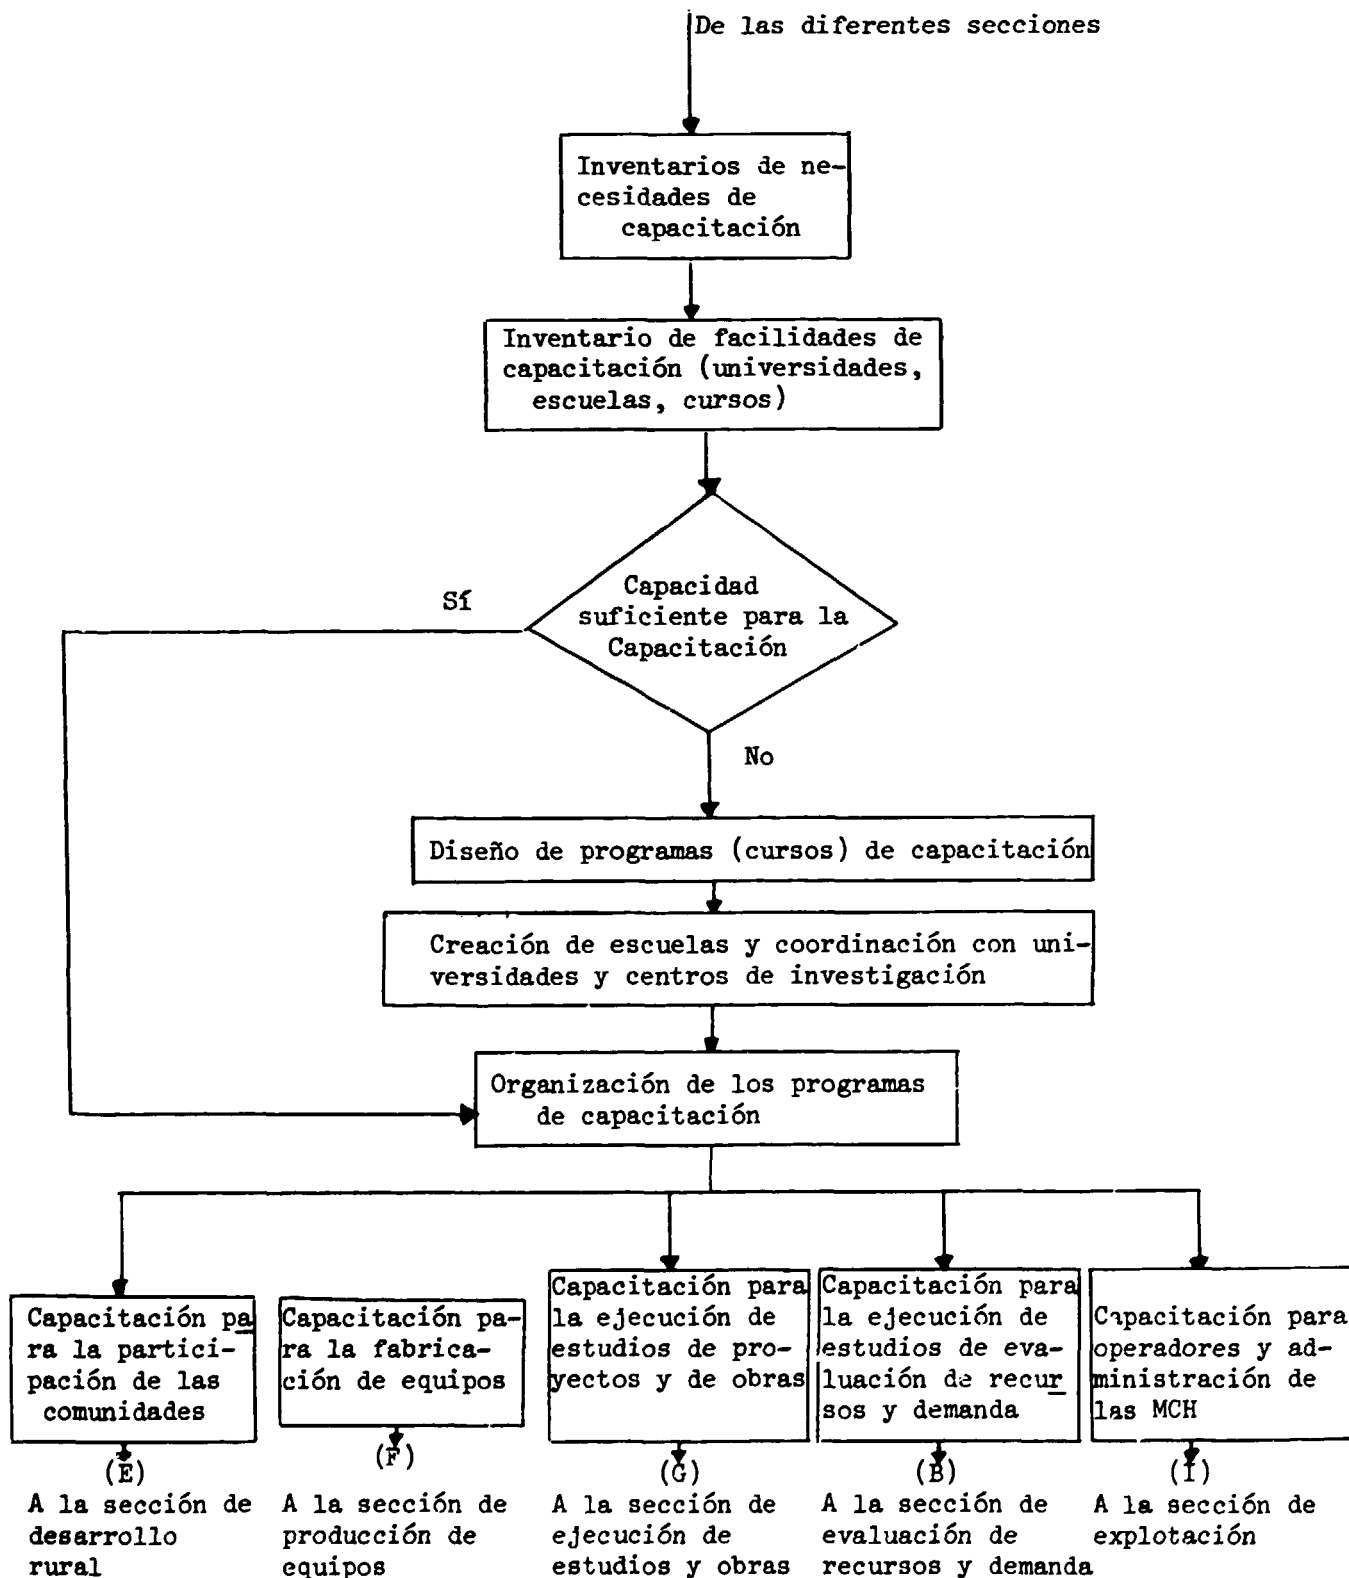 De las diferentes secciones
Inventarios de ne-
cesidades de
capacitación
Inventario de facilidades de
capacitación (universidades,
escuelas, cursos)
Capacidad
suficiente para la
Capacitación
Sí
No
Diseño de programas (cursos) de capacitación
Creación de escuelas y coordinación con uni-
versidades y centros de investigación
Organización de los programas
de capacitación
Capacitación pa
ra la partici-
pación de las
comunidades
Capacitación pa-
ra la fabrica-
ción de equipos
Capacitación para
la ejecución de
estudios de pro-
yectos y de obras
Capacitación para
la ejecución de
estudios de eva-
luación de recur
sos y demanda
Capacitación para
operadores y ad-
ministración de
las MCH
(E)
A la sección de
desarrollo
rural
(F)
A la sección de
producción de
equipos
(G)
A la sección de
ejecución de
estudios y obras
(B)
A la sección de
evaluación de
recursos y demanda
(I)
A la sección de
explotación